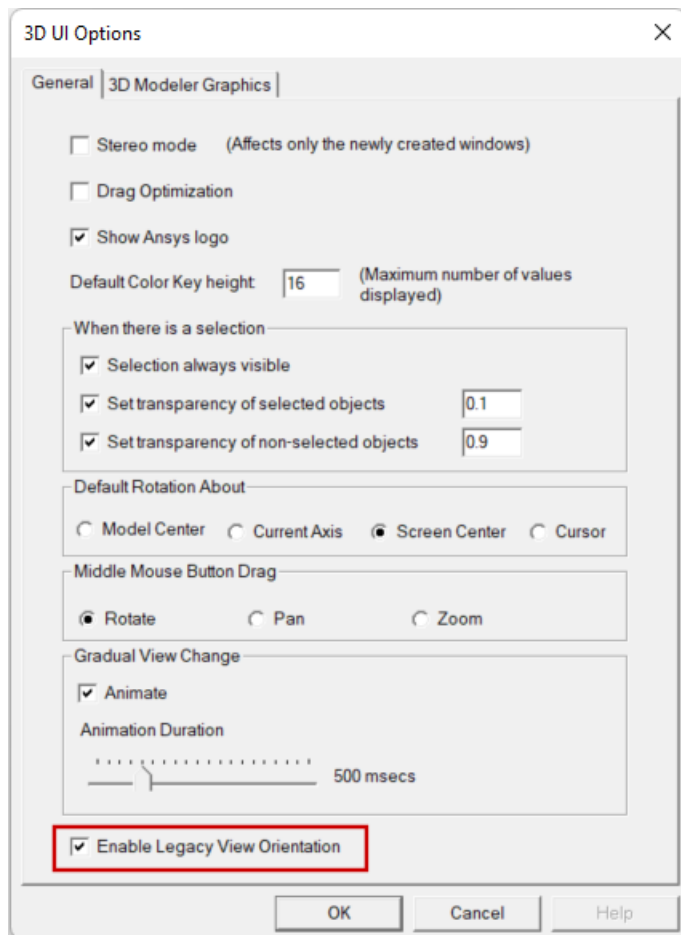 3D UI Options
General
3D Modeler Graphics
Stereo mode (Affects only the newly created windows)
Drag Optimization
Show Ansys logo
Default Color Key height: 16 (Maximum number of values
displayed)
When there is a selection
Selection always visible
Set transparency of selected objects 0.1
Set transparency of non-selected objects 0.9
Default Rotation About
Model Center Current Axis Screen Center Cursor
Middle Mouse Button Drag
Rotate Pan Zoom
Gradual View Change
Animate
Animation Duration
500 msecs
Enable Legacy View Orientation
OK Cancel Help